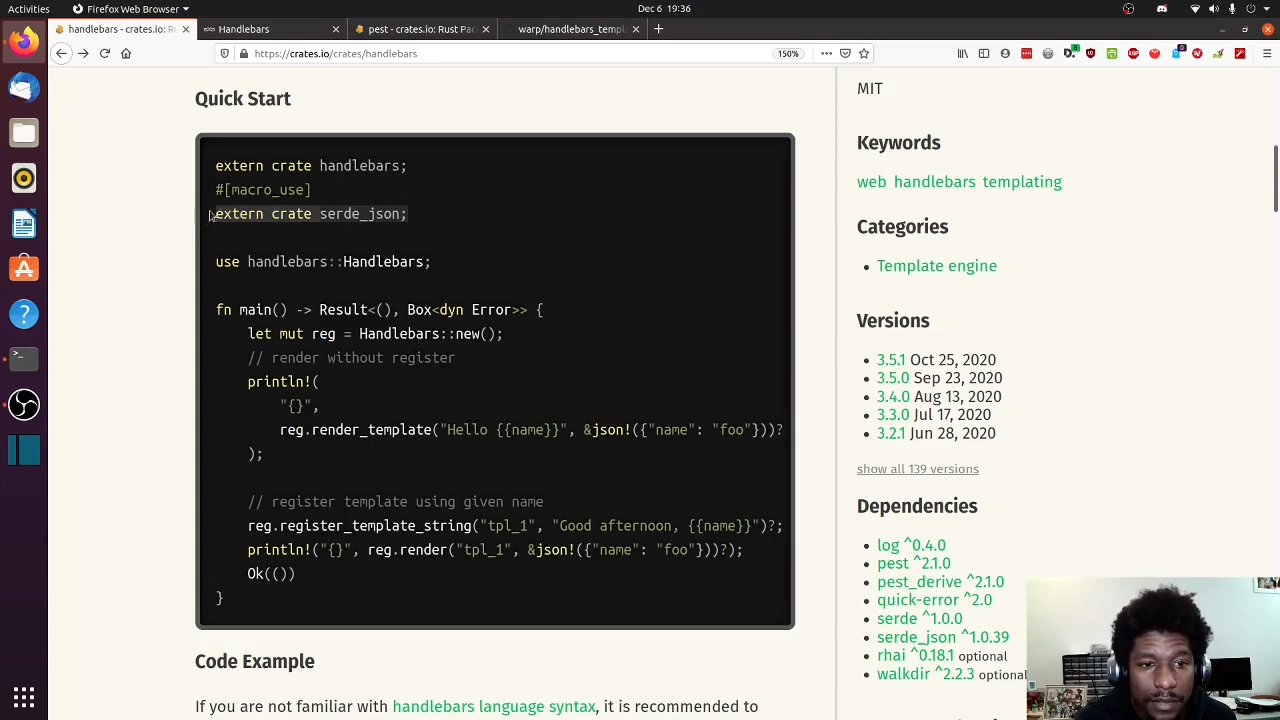 Activities
Firefox Web Browser
Dec 6 19:36
handlebars - crates.io: Ru
Handlebars
pest - crates.io: Rust Pac
warp/handlebars_templ
https://crates.io/crates/handlebars
150%
Quick Start
extern crate handlebars;
#[macro_use]
extern crate serde_json;
use handlebars::Handlebars;
fn main() -> Result<(), Box<dyn Error>> {
let mut reg = Handlebars::new();
// render without register
println!(
"{}",
reg.render_template("Hello {{name}}", &json!({"name": "foo"}))?
);
// register template using given name
reg.register_template_string("tpl_1", "Good afternoon, {{name}}")?;
println!("{}", reg.render("tpl_1", &json!({"name": "foo"}))?);
Ok(())
}
Code Example
If you are not familiar with handlebars language syntax, it is recommended to
MIT
Keywords
web handlebars templating
Categories
Template engine
Versions
3.5.1 Oct 25, 2020
3.5.0 Sep 23, 2020
3.4.0 Aug 13, 2020
3.3.0 Jul 17, 2020
3.2.1 Jun 28, 2020
show all 139 versions
Dependencies
log ^0.4.0
pest ^2.1.0
pest_derive ^2.1.0
quick-error ^2.0
serde ^1.0.0
serde_json ^1.0.39
rhai ^0.18.1 optional
walkdir ^2.2.3 optional